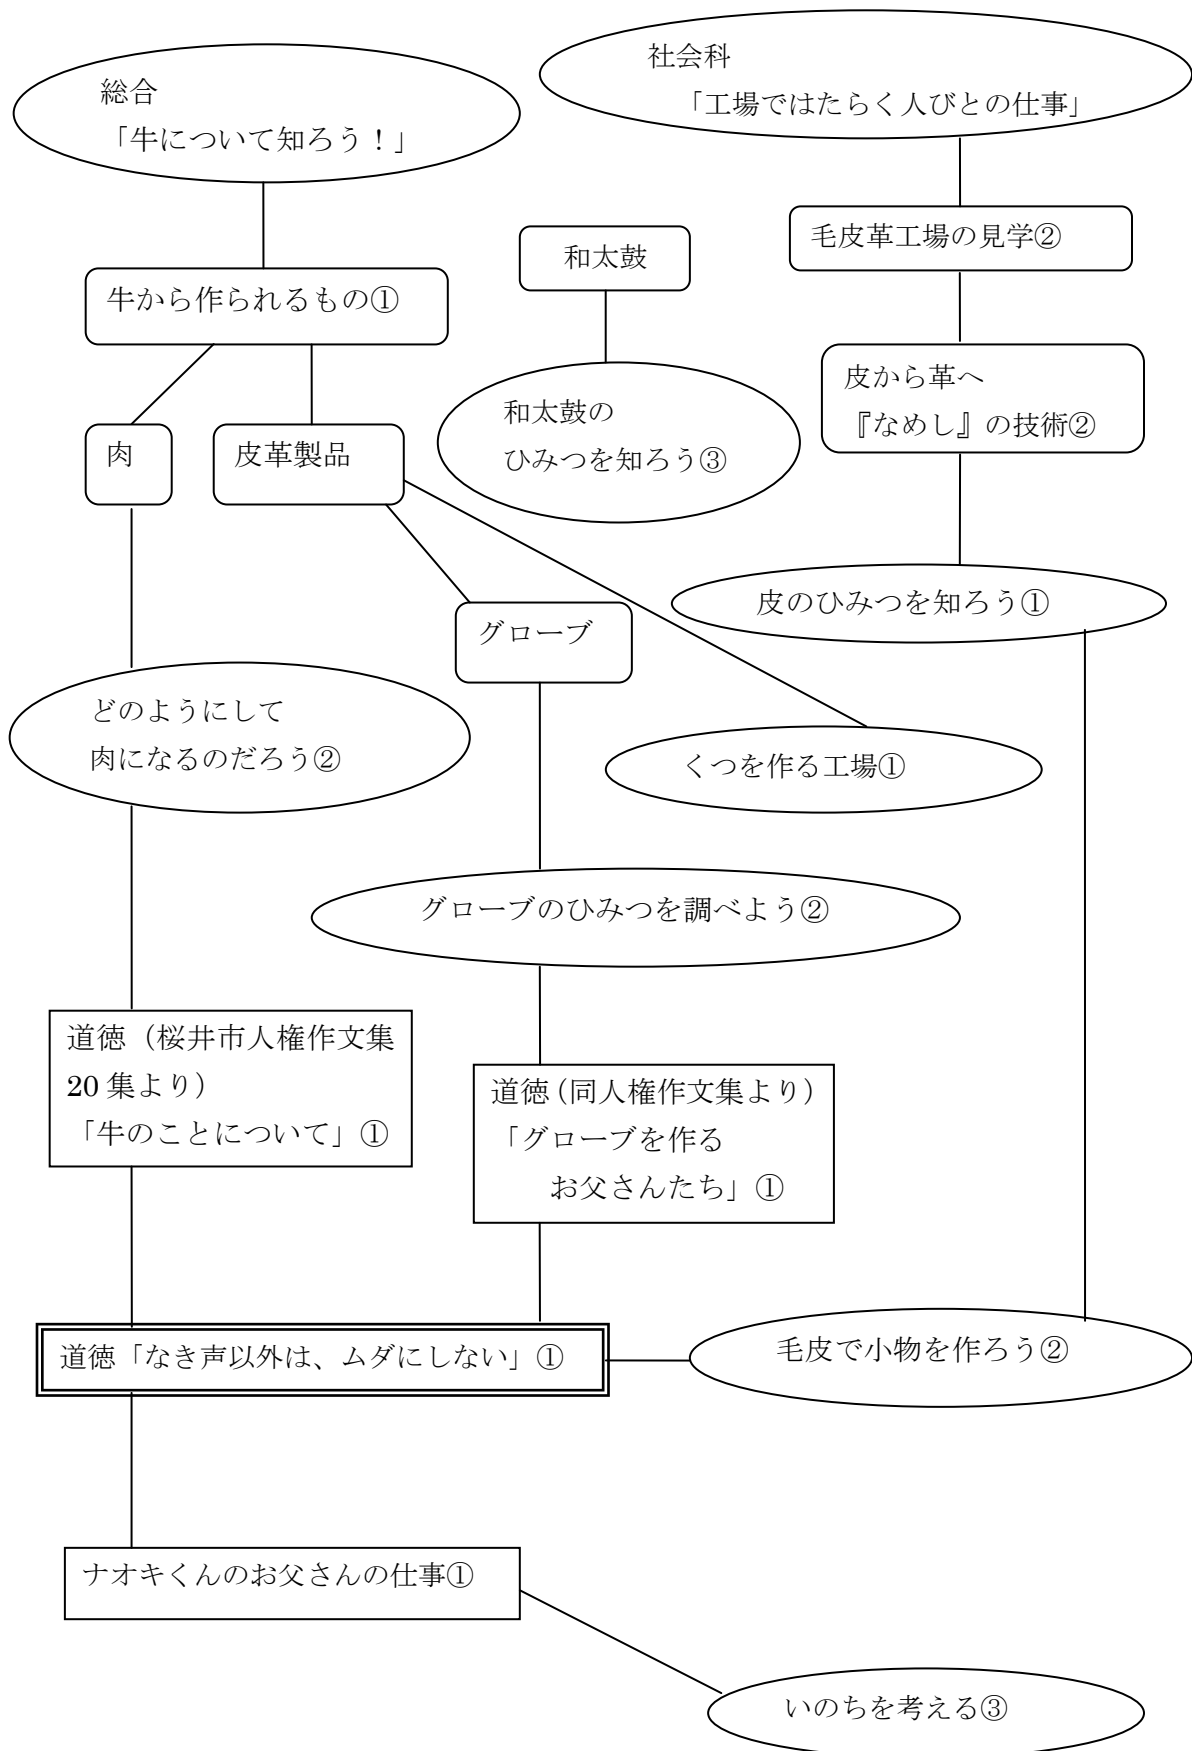 総合
「牛について知ろう！」
社会科
「工場ではたらく人びとの仕事」
毛皮革工場の見学②
和太鼓
牛から作られるもの①
皮から革へ
『なめし』の技術②
和太鼓の
ひみつを知ろう③
肉
皮革製品
皮のひみつを知ろう①
グローブ
どのようにして
肉になるのだろう②
くつを作る工場①
グローブのひみつを調べよう②
道徳（桜井市人権作文集
20 集より）
「牛のことについて」①
道徳（同人権作文集より）
「グローブを作る
お父さんたち」①
道徳「なき声以外は、ムダにしない」①
毛皮で小物を作ろう②
ナオキくんのお父さんの仕事①
いのちを考える③